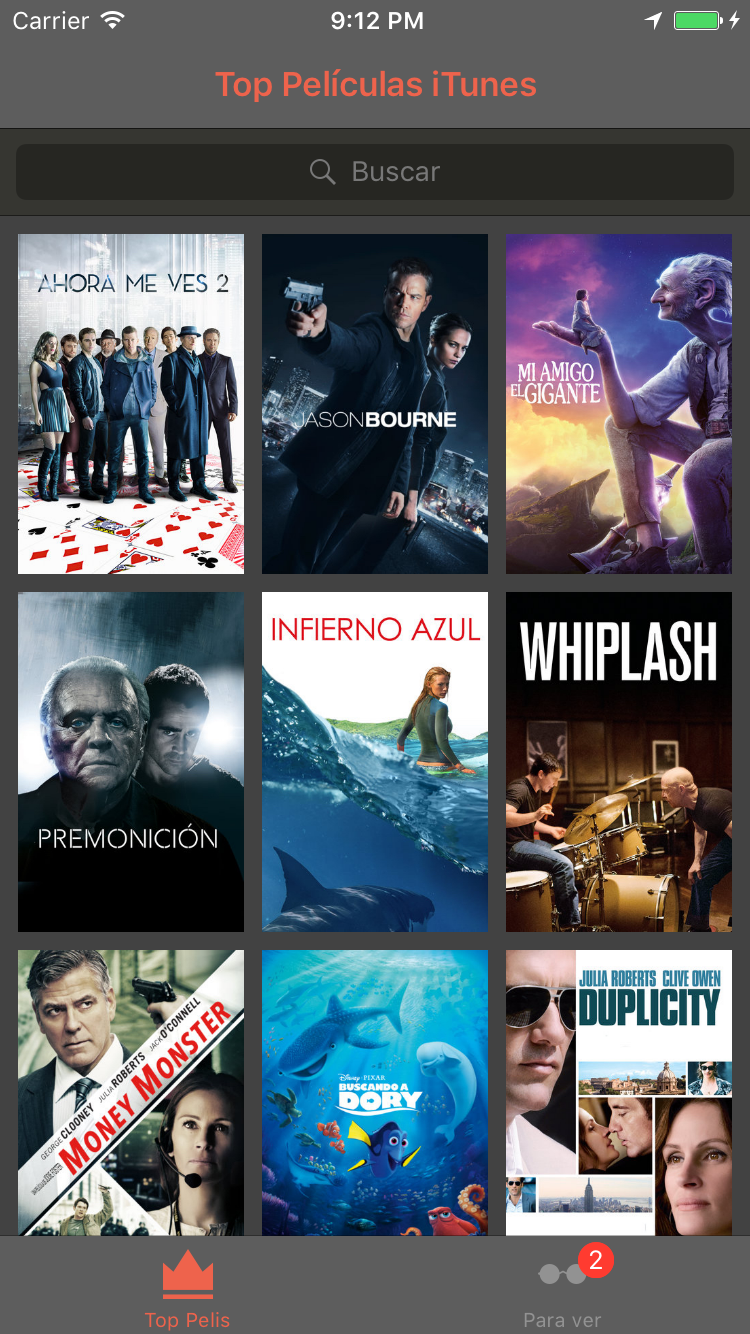 Carrier
9:12 PM
Top Películas iTunes
Buscar
AHORA ME VES 2
JASONBOURNE
MI AMIGO
EL GIGANTE
PREMONICIÓN
INFIERNO AZUL
WHIPLASH
GEORGE CLOONEY JULIA ROBERTS JACK O'CONNELL
MONEY MONSTER
Disney·PIXAR
BUSCANDO A
DORY
JULIA ROBERTS CLIVE OWEN
DUPLICITY
2
Top Pelis
Para ver